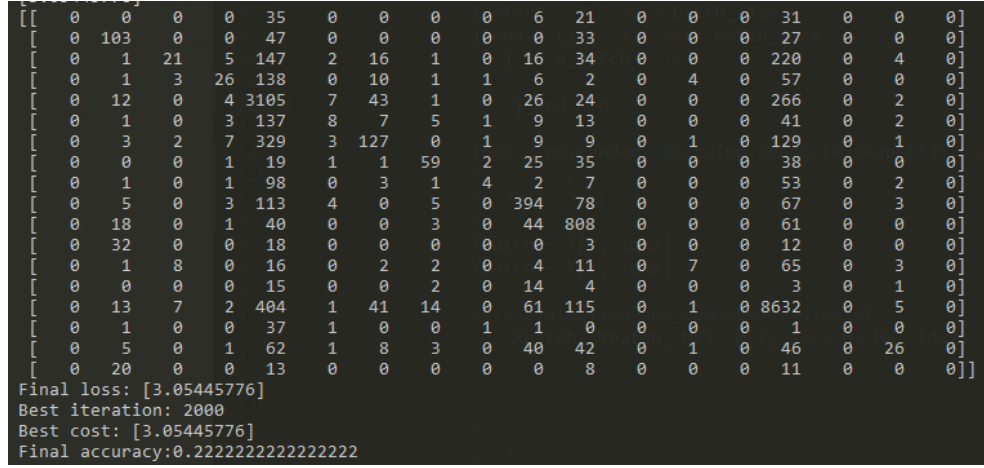 [[ 0 0 0 0 35 0 0 0 0 6 21 0 0 0 31 0 0 0]
[ 0 103 0 0 47 0 0 0 0 0 33 0 0 0 27 0 0 0]
[ 0 1 21 5 147 2 16 1 0 16 34 0 0 0 220 0 4 0]
[ 0 1 3 26 138 0 10 1 1 6 2 0 4 0 57 0 0 0]
[ 0 12 0 4 3105 7 43 1 0 26 24 0 0 0 266 0 2 0]
[ 0 1 0 3 137 8 7 5 1 9 13 0 0 0 41 0 2 0]
[ 0 3 2 7 329 3 127 0 1 9 9 0 1 0 129 0 1 0]
[ 0 0 0 1 19 1 1 59 2 25 35 0 0 0 38 0 0 0]
[ 0 1 0 1 98 0 3 1 4 2 7 0 0 0 53 0 2 0]
[ 0 5 0 3 113 4 0 5 0 394 78 0 0 0 67 0 3 0]
[ 0 18 0 1 40 0 0 3 0 44 808 0 0 0 61 0 0 0]
[ 0 32 0 0 18 0 0 0 0 0 3 0 0 0 12 0 0 0]
[ 0 1 8 0 16 0 2 2 0 4 11 0 7 0 65 0 3 0]
[ 0 0 0 0 15 0 0 2 0 14 4 0 0 0 3 0 1 0]
[ 0 13 7 2 404 1 41 14 0 61 115 0 1 0 8632 0 5 0]
[ 0 1 0 0 37 1 0 0 1 1 0 0 0 0 1 0 0 0]
[ 0 5 0 1 62 1 8 3 0 40 42 0 1 0 46 0 26 0]
[ 0 20 0 0 13 0 0 0 0 0 8 0 0 0 11 0 0 0]]
Final loss: [3.05445776]
Best iteration: 2000
Best cost: [3.05445776]
Final accuracy:0.2222222222222222